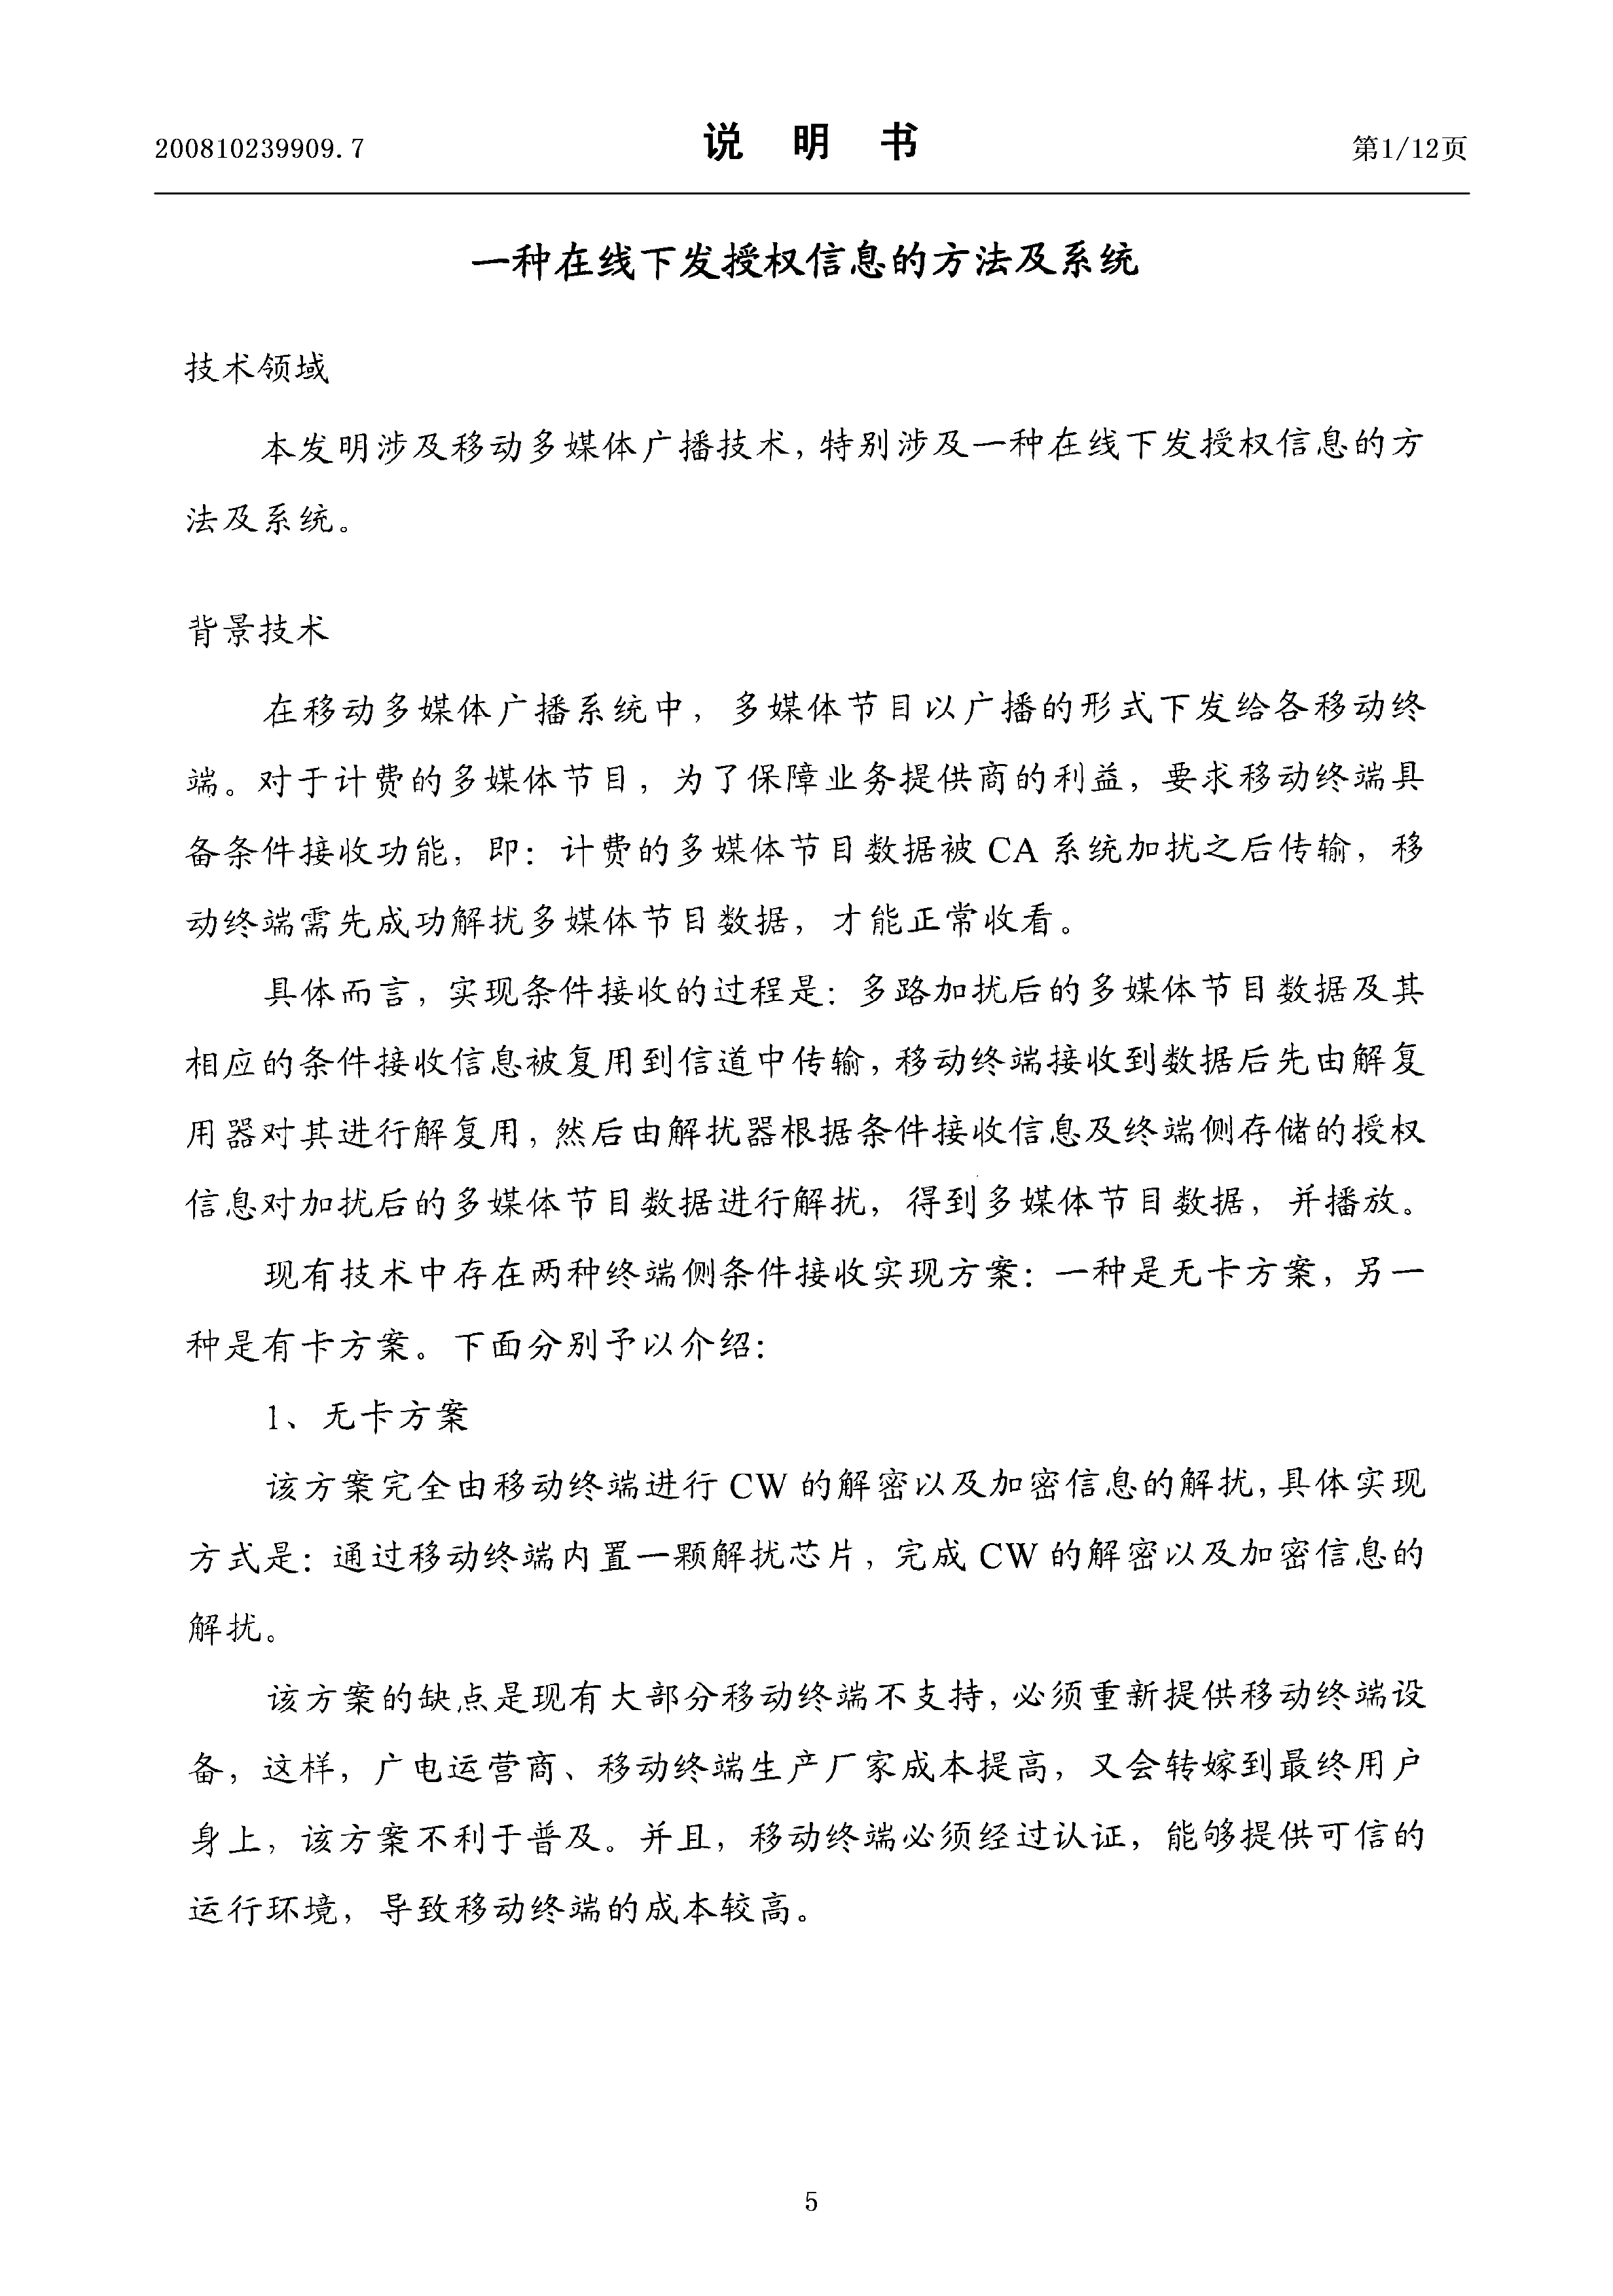 200810239909.7
说 明 书
第1/12页
一种在线下发授权信息的方法及系统
技术领域
本发明涉及移动多媒体广播技术，特别涉及一种在线下发授权信息的方
法及系统。
背景技术
在移动多媒体广播系统中，多媒体节目以广播的形式下发给各移动终
端。对于计费的多媒体节目，为了保障业务提供商的利益，要求移动终端具
备条件接收功能，即：计费的多媒体节目数据被 CA 系统加扰之后传输，移
动终端需先成功解扰多媒体节目数据，才能正常收看。
具体而言，实现条件接收的过程是：多路加扰后的多媒体节目数据及其
相应的条件接收信息被复用到信道中传输，移动终端接收到数据后先由解复
用器对其进行解复用，然后由解扰器根据条件接收信息及终端侧存储的授权
信息对加扰后的多媒体节目数据进行解扰，得到多媒体节目数据，并播放。
现有技术中存在两种终端侧条件接收实现方案：一种是无卡方案，另一
种是有卡方案。下面分别予以介绍：
1、无卡方案
该方案完全由移动终端进行 CW 的解密以及加密信息的解扰，具体实现
方式是：通过移动终端内置一颗解扰芯片，完成 CW 的解密以及加密信息的
解扰。
该方案的缺点是现有大部分移动终端不支持，必须重新提供移动终端设
备，这样，广电运营商、移动终端生产厂家成本提高，又会转嫁到最终用户
身上，该方案不利于普及。并且，移动终端必须经过认证，能够提供可信的
运行环境，导致移动终端的成本较高。
5